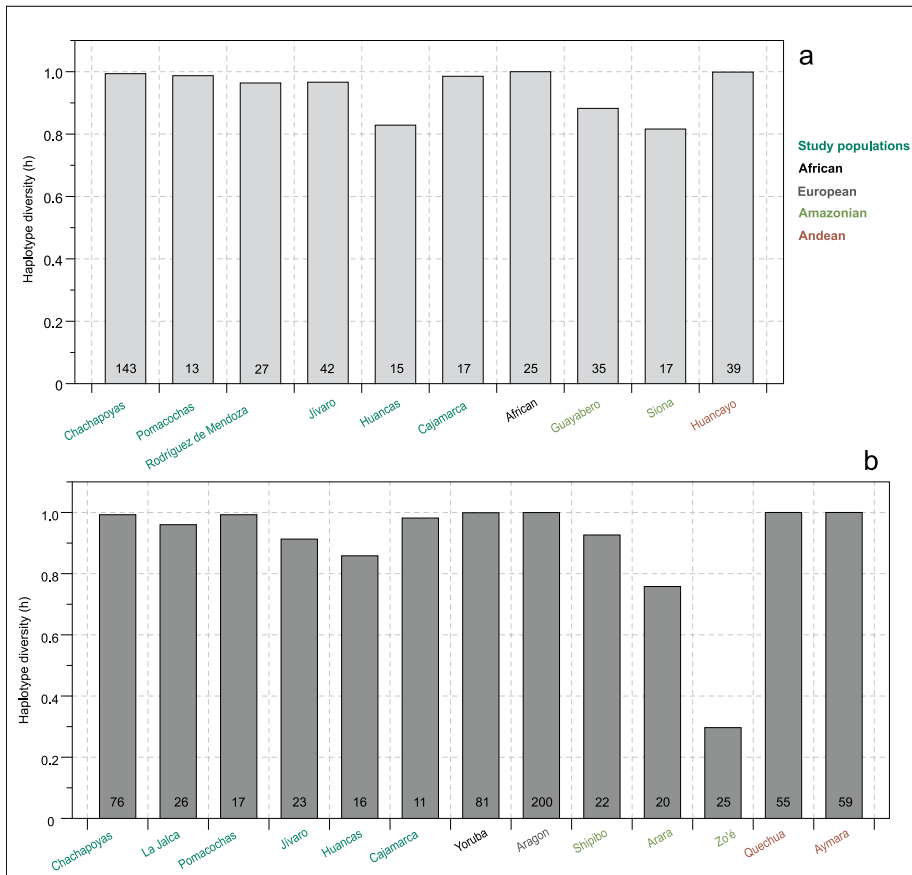 a
1.0
0.8
0.6
0.4
0.2
0
Haplotype diversity (h)
143 13 27 42 15 17 25 35 17 39
Chachapoyas Pomacochas Rodríguez de Mendoza Jívaro Huancas Cajamarca African Guayabero Siona Huancayo
Study populations
African
European
Amazonian
Andean
b
1.0
0.8
0.6
0.4
0.2
0
Haplotype diversity (h)
76 26 17 23 16 11 81 200 22 20 25 55 59
Chachapoyas La Jalca Pomacochas Jívaro Huancas Cajamarca Yoruba Aragon Shipibo Arara Zo'é Quechua Aymara